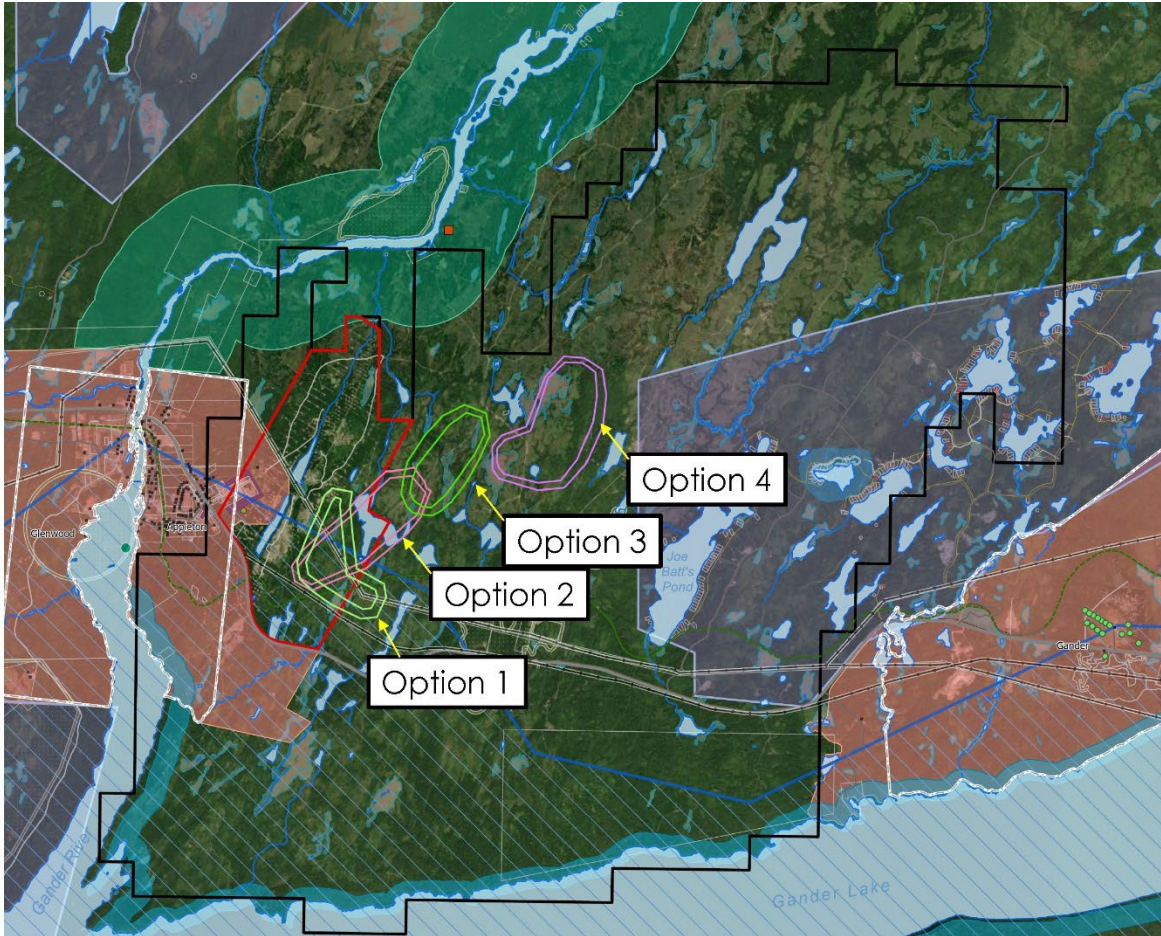 Option 4
Option 3
Glenwood
Appleton
Joe
Batt's
Pond
Option 2
Gander
Option 1
Gander River
Gander Lake